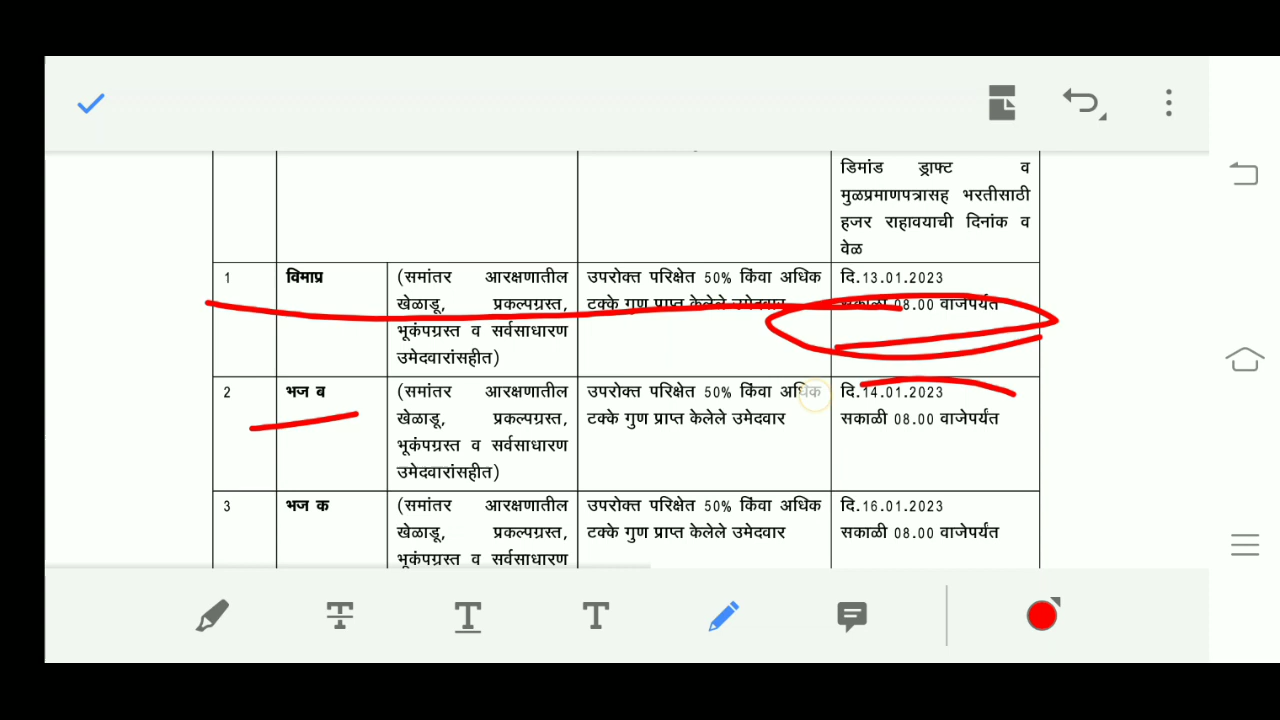 डिमांड ड्राफ्ट व
मुळप्रमाणपत्रासह भरतीसाठी
हजर राहावयाची दिनांक व
वेळ
1 विमाप्र (समांतर आरक्षणातील उपरोक्त परिक्षेत 50% किंवा अधिक दि.13.01.2023
खेळाडू, प्रकल्पग्रस्त, टक्के गुण प्राप्त केलेले उमेदवार सकाळी 08.00 वाजेपर्यंत
भूकंपग्रस्त व सर्वसाधारण
उमेदवारांसहीत)
2 भज ब (समांतर आरक्षणातील उपरोक्त परिक्षेत 50% किंवा अधिक दि.14.01.2023
खेळाडू, प्रकल्पग्रस्त, टक्के गुण प्राप्त केलेले उमेदवार सकाळी 08.00 वाजेपर्यंत
भूकंपग्रस्त व सर्वसाधारण
उमेदवारांसहीत)
3 भज क (समांतर आरक्षणातील उपरोक्त परिक्षेत 50% किंवा अधिक दि.16.01.2023
खेळाडू, प्रकल्पग्रस्त, टक्के गुण प्राप्त केलेले उमेदवार सकाळी 08.00 वाजेपर्यंत
भूकंपग्रस्त व सर्वसाधारण